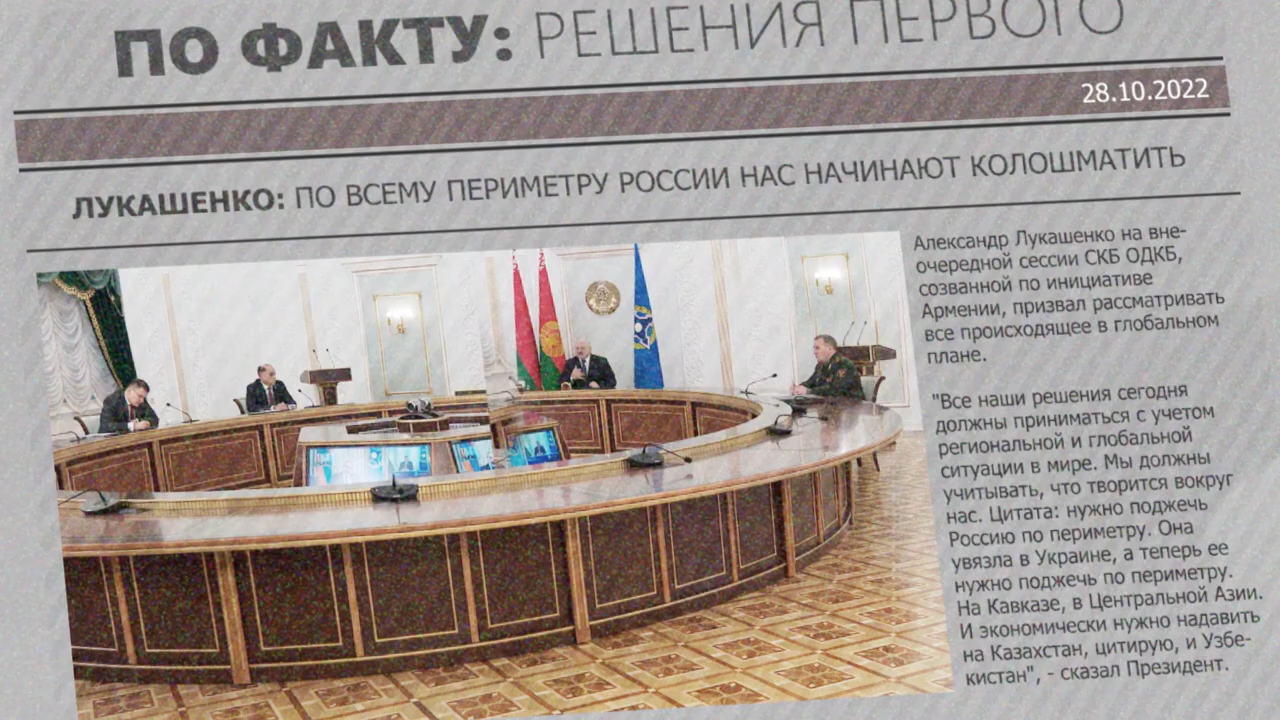 ПО ФАКТУ: РЕШЕНИЯ ПЕРВОГО
28.10.2022
ЛУКАШЕНКО: ПО ВСЕМУ ПЕРИМЕТРУ РОССИИ НАС НАЧИНАЮТ КОЛОШМАТИТЬ
Александр Лукашенко на вне-
очередной сессии СКБ ОДКБ,
созванной по инициативе
Армении, призвал рассматривать
все происходящее в глобальном
плане.
"Все наши решения сегодня
должны приниматься с учетом
региональной и глобальной
ситуации в мире. Мы должны
учитывать, что творится вокруг
нас. Цитата: нужно поджечь
Россию по периметру. Она
увязла в Украине, а теперь ее
нужно поджечь по периметру.
На Кавказе, в Центральной Азии.
И экономически нужно надавить
на Казахстан, цитирую, и Узбе-
кистан", - сказал Президент.